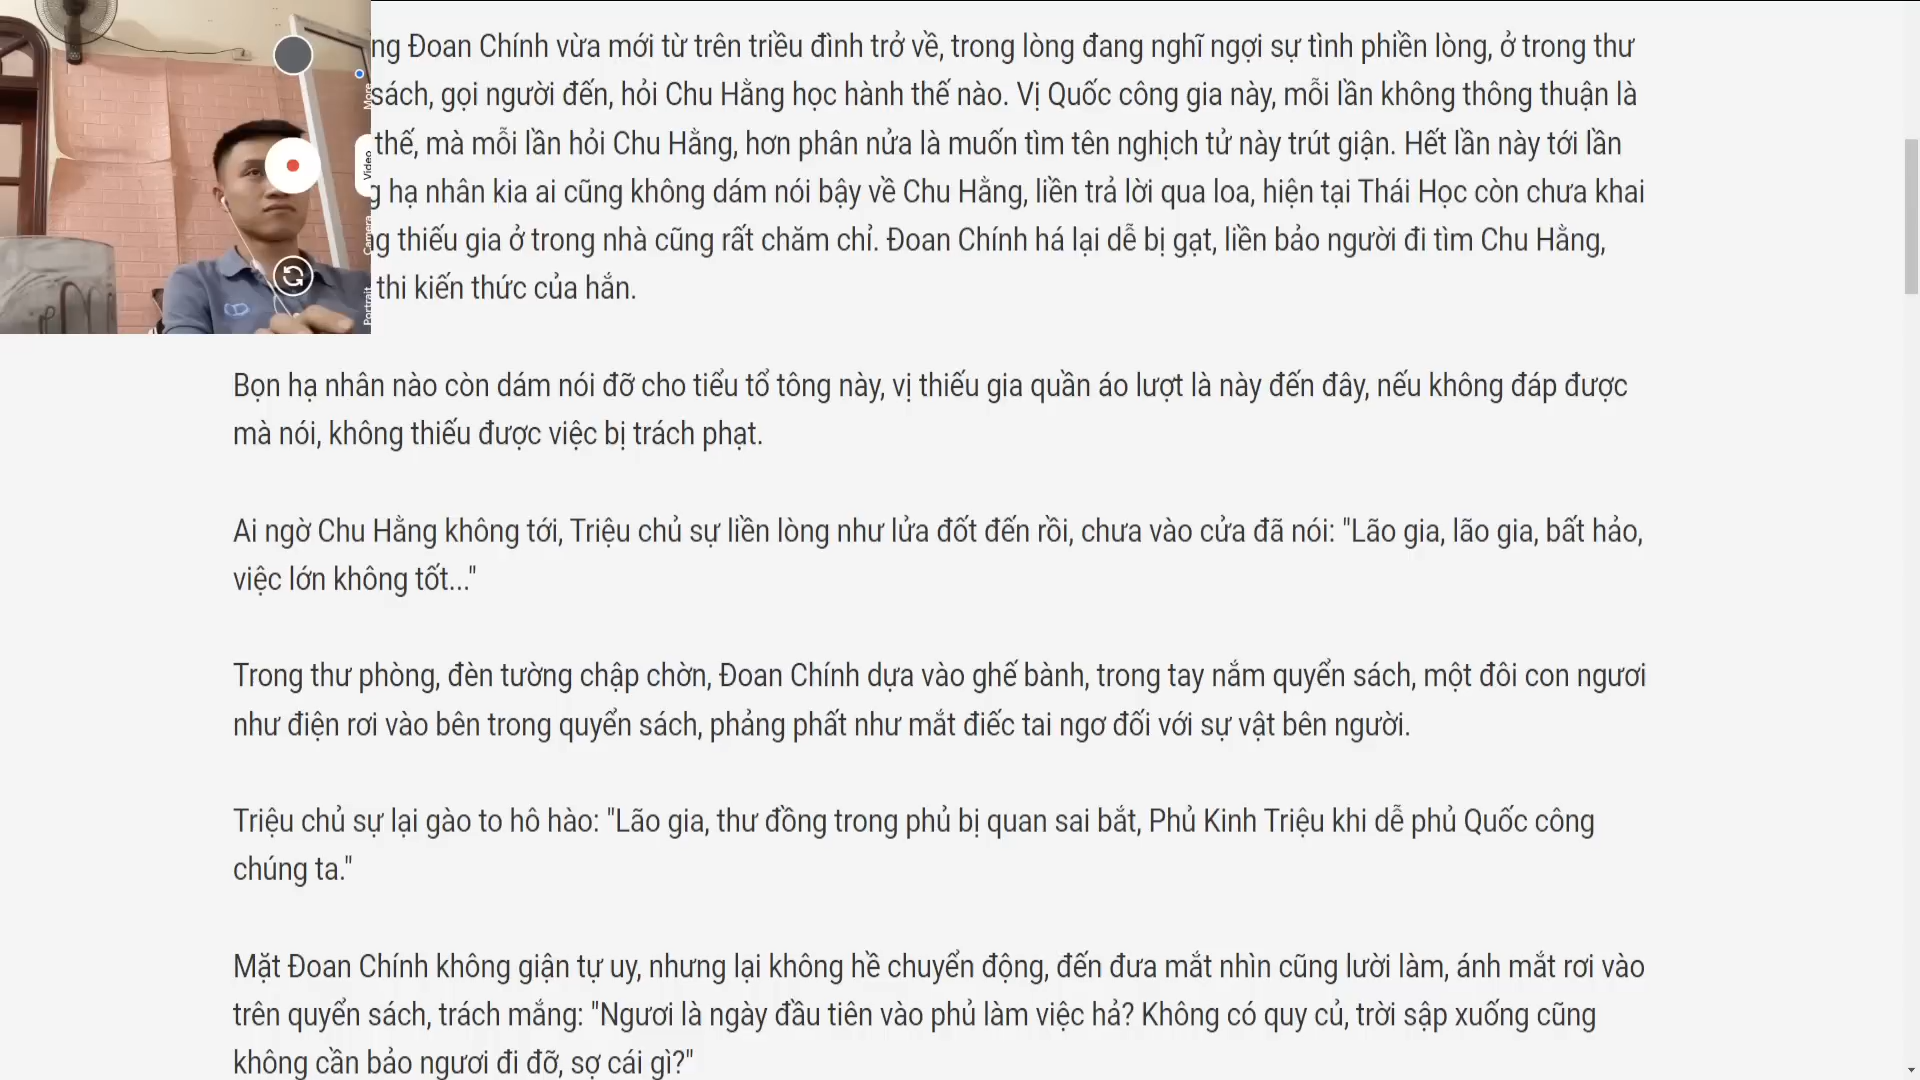 ng Đoan Chính vừa mới từ trên triều đình trở về, trong lòng đang nghĩ ngợi sự tình phiền lòng, ở trong thư
sách, gọi người đến, hỏi Chu Hằng học hành thế nào. Vị Quốc công gia này, mỗi lần không thông thuận là
thế, mà mỗi lần hỏi Chu Hằng, hơn phân nửa là muốn tìm tên nghịch tử này trút giận. Hết lần này tới lần
g hạ nhân kia ai cũng không dám nói bậy về Chu Hằng, liền trả lời qua loa, hiện tại Thái Học còn chưa khai
g thiếu gia ở trong nhà cũng rất chăm chỉ. Đoan Chính há lại dễ bị gạt, liền bảo người đi tìm Chu Hằng,
thi kiến thức của hắn.
More
Video
Camera
Portrait
Bọn hạ nhân nào còn dám nói đỡ cho tiểu tổ tông này, vị thiếu gia quần áo lượt là này đến đây, nếu không đáp được
mà nói, không thiếu được việc bị trách phạt.
Ai ngờ Chu Hằng không tới, Triệu chủ sự liền lòng như lửa đốt đến rồi, chưa vào cửa đã nói: "Lão gia, lão gia, bất hảo,
việc lớn không tốt..."
Trong thư phòng, đèn tường chập chờn, Đoan Chính dựa vào ghế bành, trong tay nắm quyển sách, một đôi con ngươi
như điện rơi vào bên trong quyển sách, phảng phất như mắt điếc tai ngơ đối với sự vật bên người.
Triệu chủ sự lại gào to hô hào: "Lão gia, thư đồng trong phủ bị quan sai bắt, Phủ Kinh Triệu khi dễ phủ Quốc công
chúng ta."
Mặt Đoan Chính không giận tự uy, nhưng lại không hề chuyển động, đến đưa mắt nhìn cũng lười làm, ánh mắt rơi vào
trên quyển sách, trách mắng: "Ngươi là ngày đầu tiên vào phủ làm việc hả? Không có quy củ, trời sập xuống cũng
không cần bảo ngươi đi đỡ, sợ cái gì?"